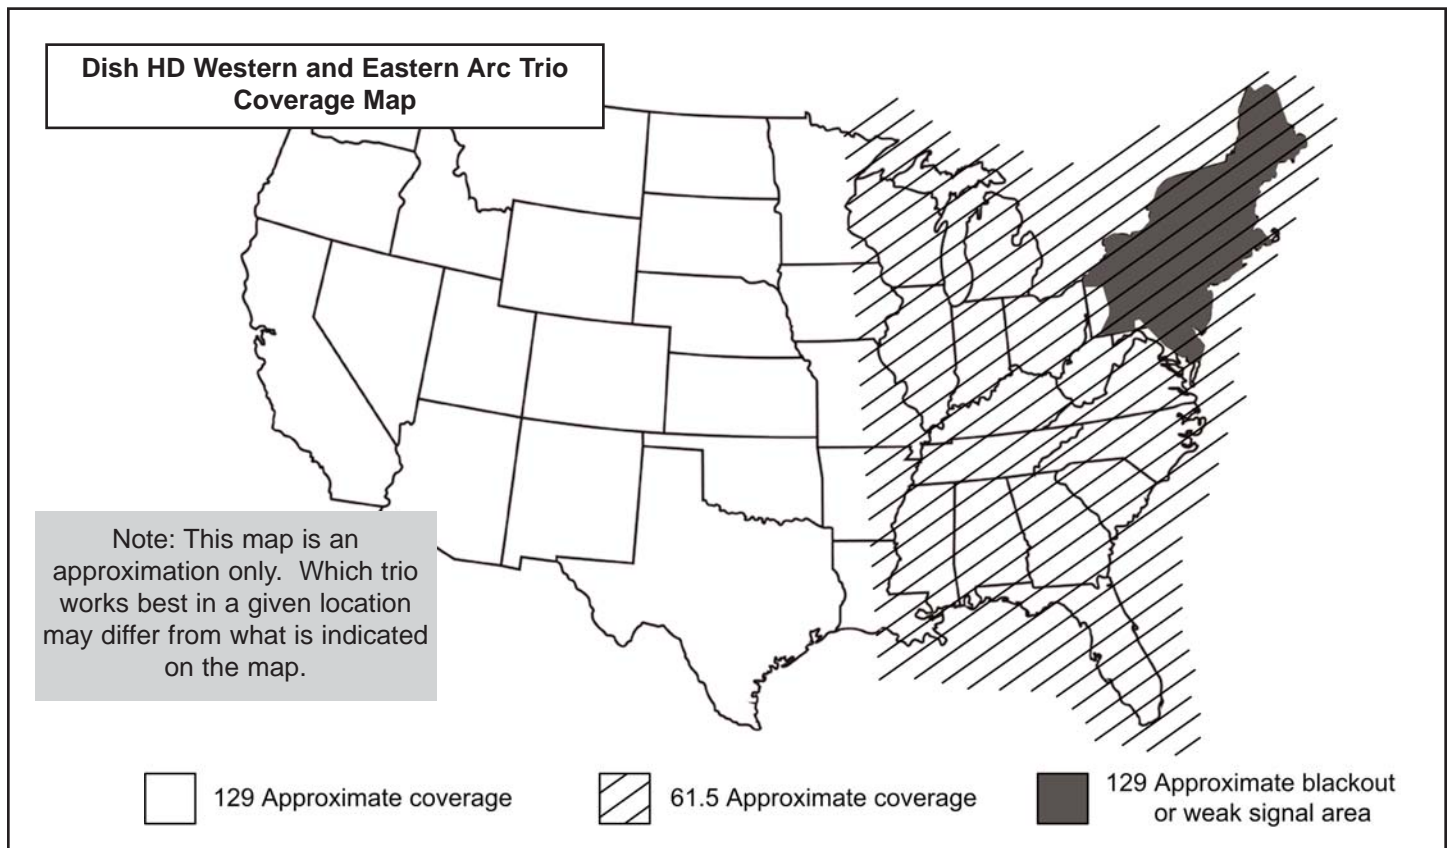 Dish HD Western and Eastern Arc Trio
Coverage Map
Note: This map is an
approximation only. Which trio
works best in a given location
may differ from what is indicated
on the map.
129 Approximate coverage
61.5 Approximate coverage
129 Approximate blackout
or weak signal area